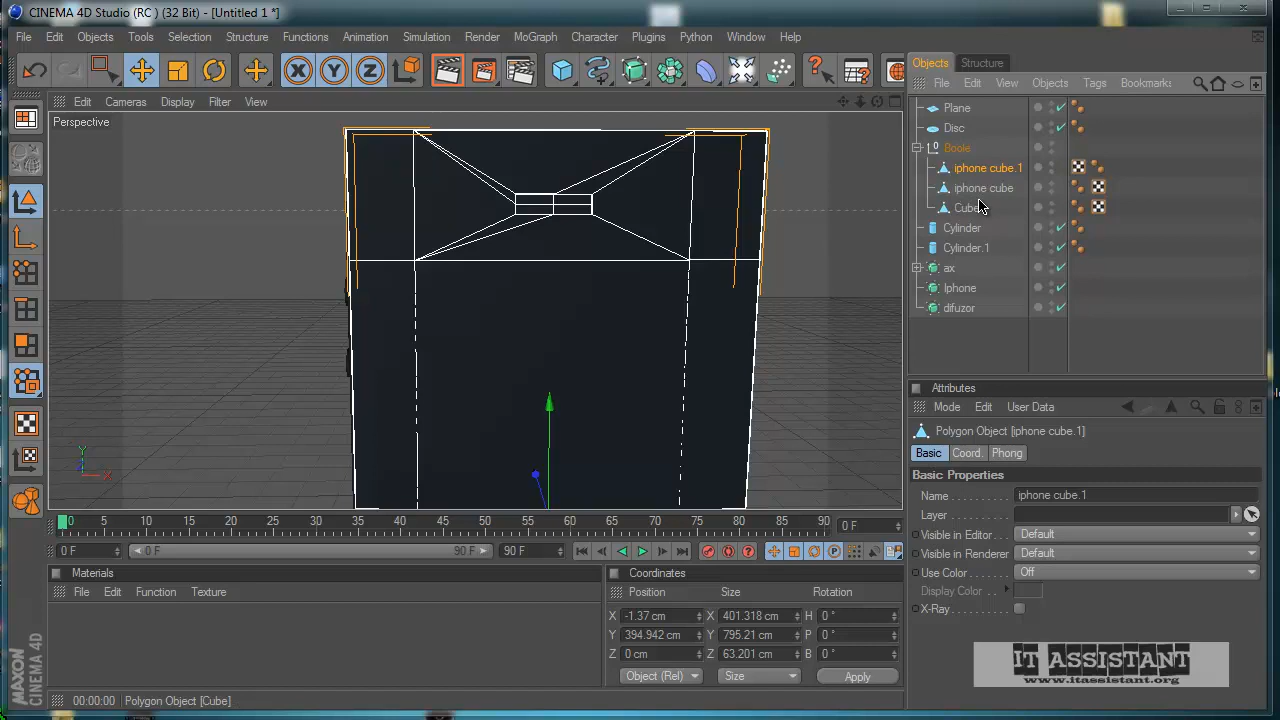 CINEMA 4D Studio (RC ) (32 Bit) - [Untitled 1 *]
File Edit Objects Tools Selection Structure Functions Animation Simulation Render MoGraph Character Plugins Python Window Help
X Y Z
Objects Structure
File Edit View Objects Tags Bookmarks
Edit Cameras Display Filter View
Perspective
Plane
Disc
Boole
iphone cube.1
iphone cube
Cube
Cylinder
Cylinder.1
ax
Iphone
difuzor
Attributes
Mode Edit User Data
Polygon Object [iphone cube.1]
Basic Coord. Phong
Basic Properties
Name iphone cube.1
Layer
Visible in Editor Default
Visible in Renderer Default
Use Color Off
Display Color
X-Ray
Y
Z
X
0 5 10 15 20 25 30 35 40 45 50 55 60 65 70 75 80 85 90 0 F
0 F 0 F 90 F 90 F
Materials
File Edit Function Texture
Coordinates
Position Size Rotation
X -1.37 cm X 401.318 cm H 0 °
Y 394.942 cm Y 795.21 cm P 0 °
Z 0 cm Z 63.201 cm B 0 °
Object (Rel) Size Apply
MAXON
CINEMA 4D
00:00:00 Polygon Object [Cube]
IT ASSISTANT
www.itassistant.org